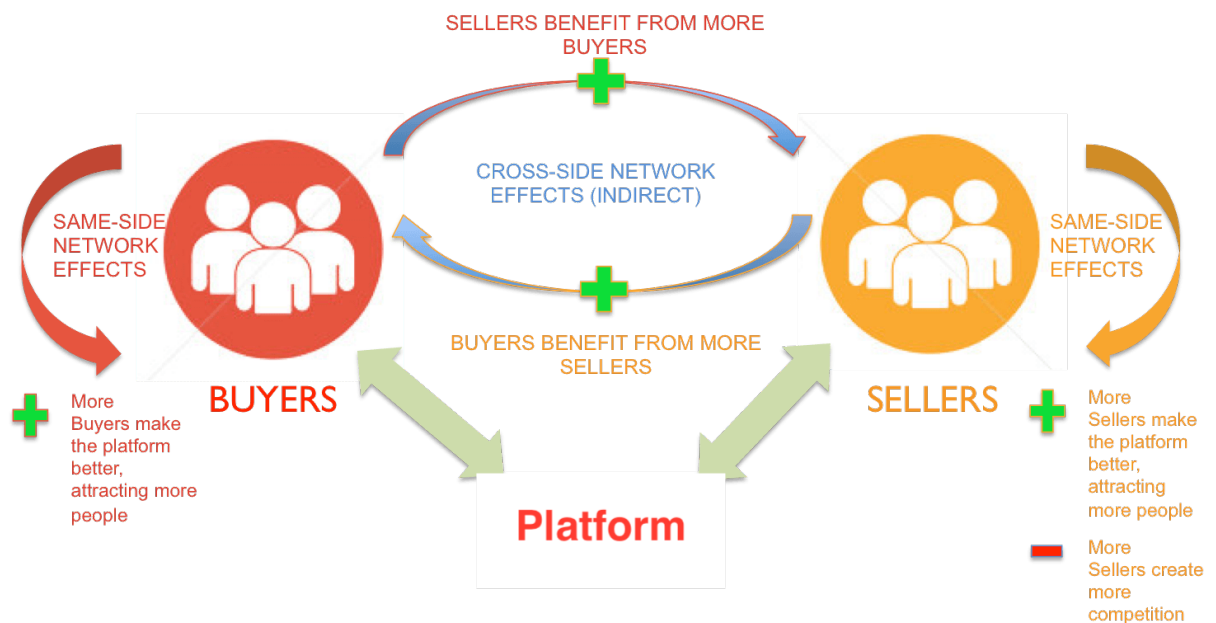 SELLERS BENEFIT FROM MORE
BUYERS
CROSS-SIDE NETWORK
EFFECTS (INDIRECT)
SAME-SIDE
NETWORK
EFFECTS
SAME-SIDE
NETWORK
EFFECTS
BUYERS BENEFIT FROM MORE
SELLERS
BUYERS
SELLERS
More
Buyers make
the platform
better,
attracting more
people
More
Sellers make
the platform
better,
attracting
more people
Platform
More
Sellers create
more
competition